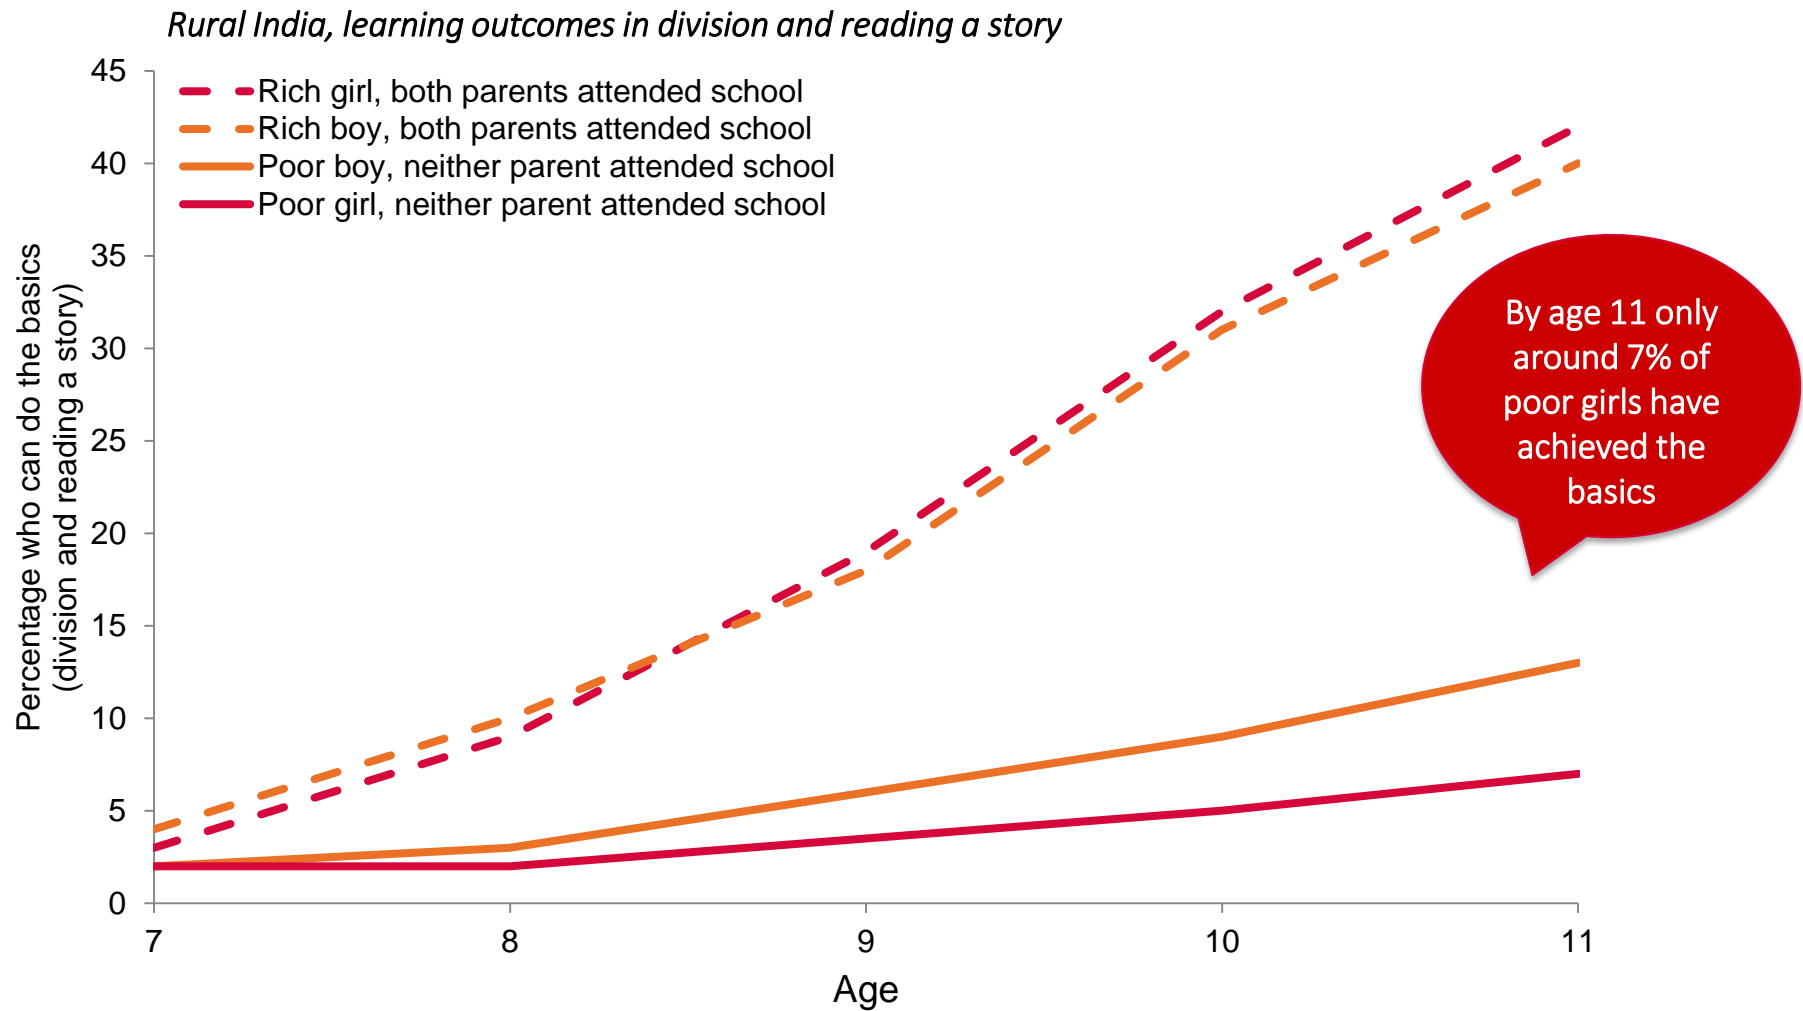 Rural India, learning outcomes in division and reading a story
45
40
35
30
25
20
15
10
5
0
Percentage who can do the basics
(division and reading a story)
Rich girl, both parents attended school
Rich boy, both parents attended school
Poor boy, neither parent attended school
Poor girl, neither parent attended school
By age 11 only
around 7% of
poor girls have
achieved the
basics
7 8 9 10 11
Age